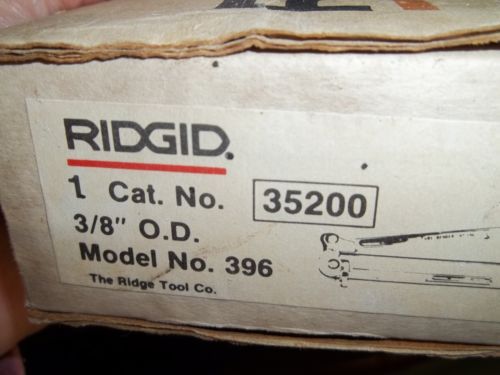 RIDGID.
1 Cat. No. 35200
3/8" O.D.
Model No. 396
The Ridge Tool Co.